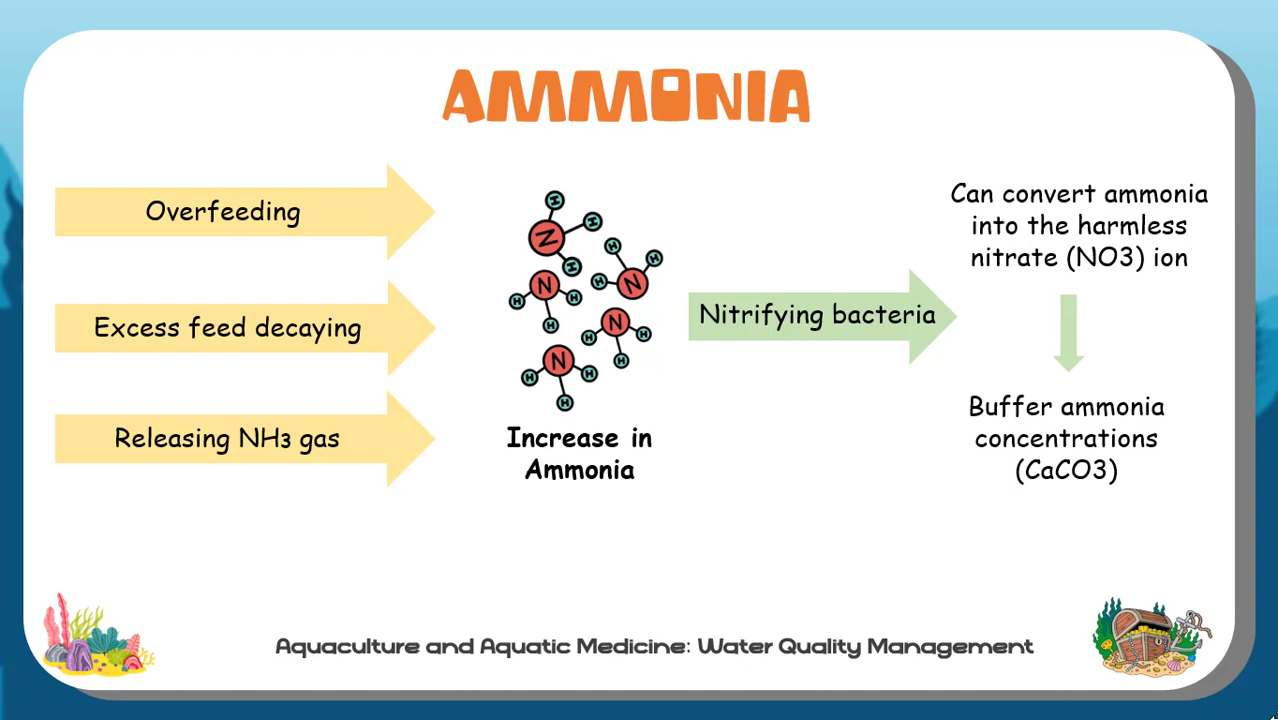 AMMONIA
Overfeeding
Excess feed decaying
Releasing NH₃ gas
H
H
N
H
H
H
H
N
N
H
H
H
N
H
H
H
N
H
H
H
Increase in
Ammonia
Nitrifying bacteria
Can convert ammonia
into the harmless
nitrate (NO3) ion
Buffer ammonia
concentrations
(CaCO3)
Aquaculture and Aquatic Medicine: Water Quality Management